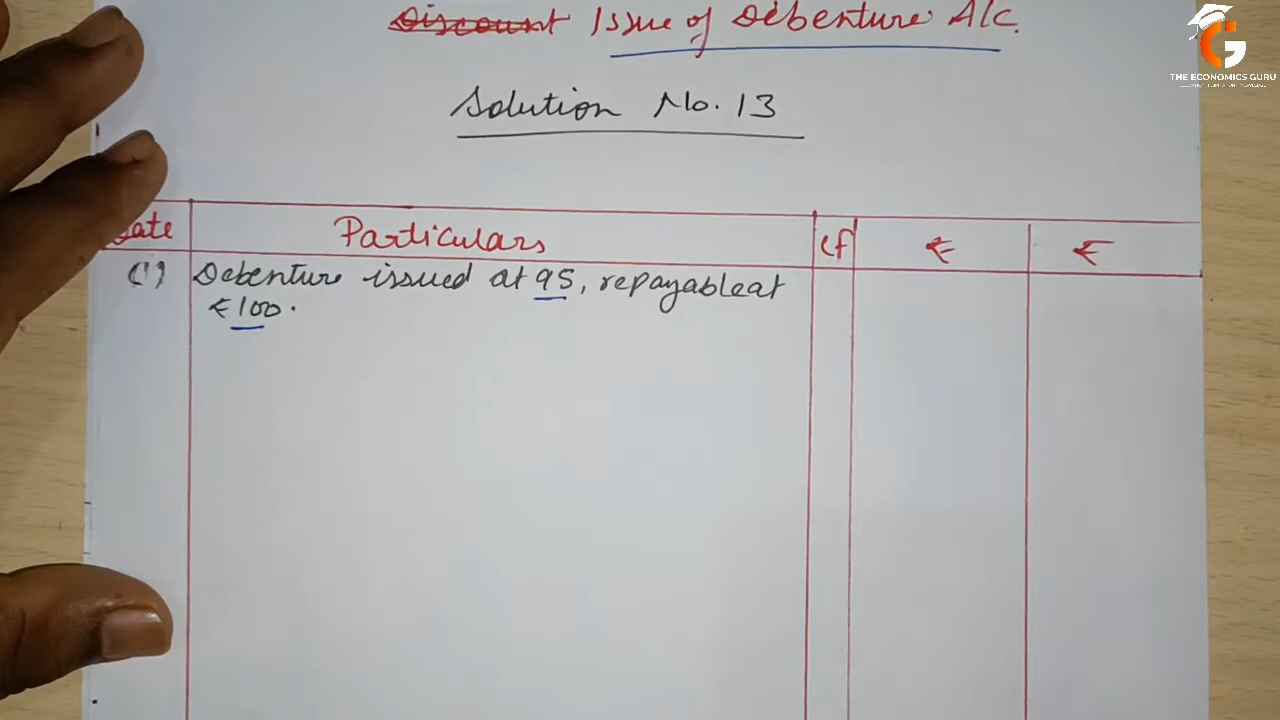 Discount Issue of Debenture A/c.
THE ECONOMICS GURU
Solution No. 13
Date Particulars LF ₹ ₹
(1) Debenture issued at 95, repayable at
₹100.